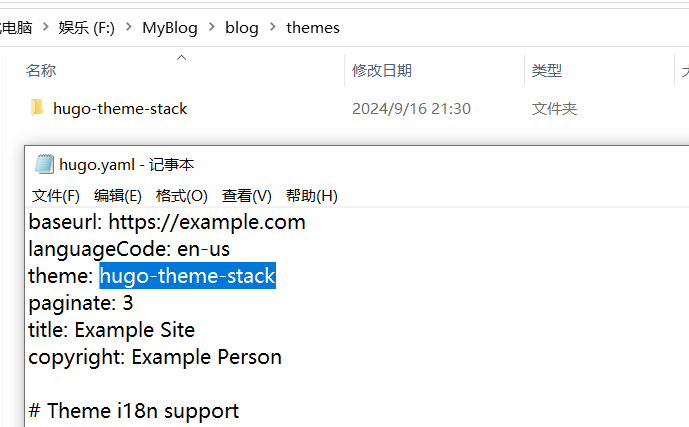 电脑 > 娱乐 (F:) > MyBlog > blog > themes
名称 修改日期 类型
hugo-theme-stack 2024/9/16 21:30 文件夹
hugo.yaml - 记事本
文件(F) 编辑(E) 格式(O) 查看(V) 帮助(H)
baseurl: https://example.com
languageCode: en-us
theme: hugo-theme-stack
paginate: 3
title: Example Site
copyright: Example Person
# Theme i18n support